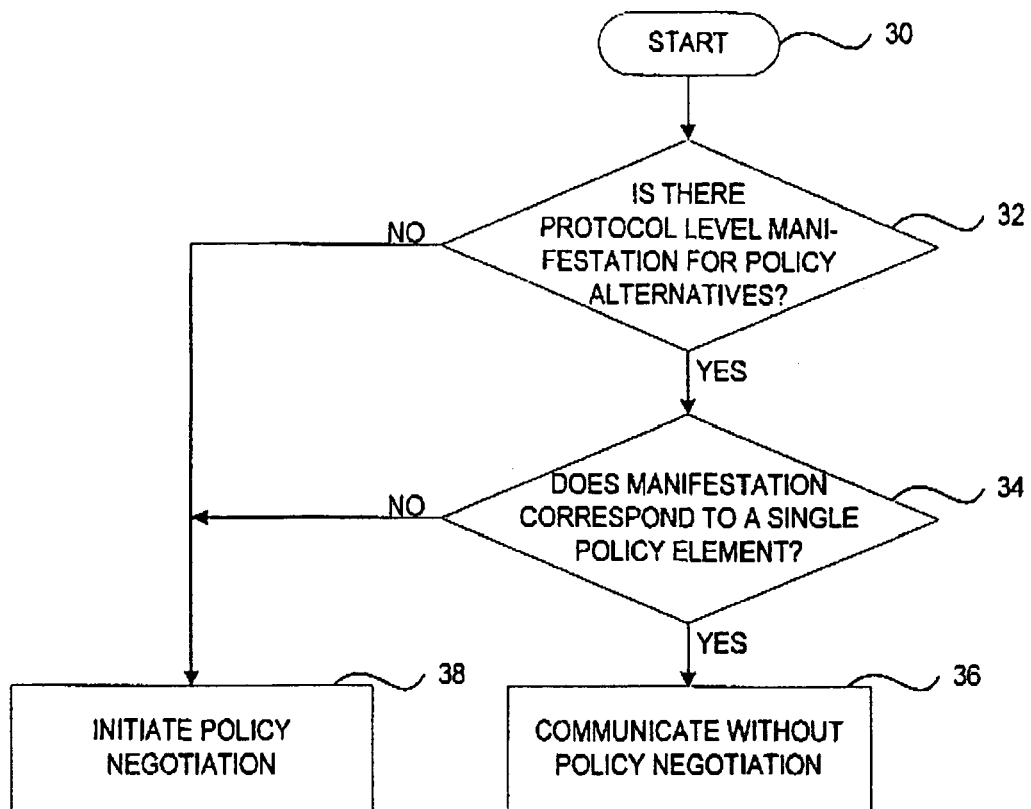 START
30
IS THERE
PROTOCOL LEVEL MANI-
FESTATION FOR POLICY
ALTERNATIVES?
32
NO
YES
DOES MANIFESTATION
CORRESPOND TO A SINGLE
POLICY ELEMENT?
34
NO
YES
38
INITIATE POLICY
NEGOTIATION
36
COMMUNICATE WITHOUT
POLICY NEGOTIATION